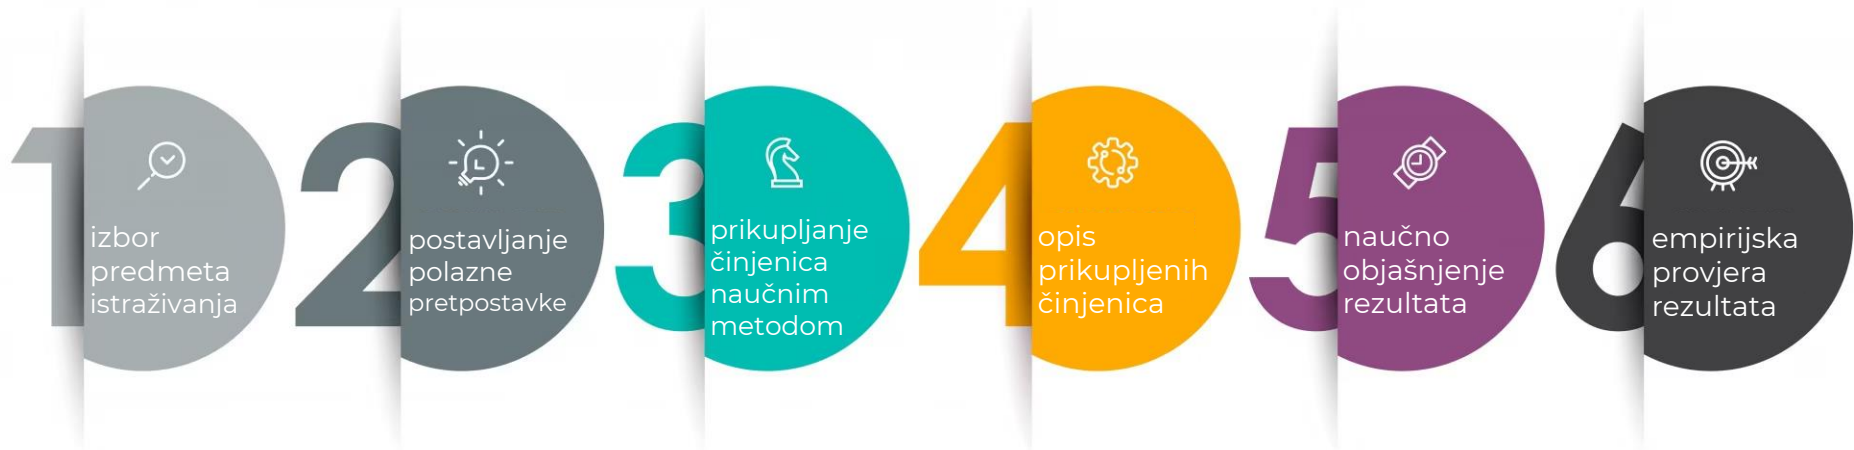 1
izbor
predmeta
istraživanja
2
postavljanje
polazne
pretpostavke
3
prikupljanje
činjenica
naučnim
metodom
4
opis
prikupljenih
činjenica
5
naučno
objašnjenje
rezultata
6
empirijska
provjera
rezultata